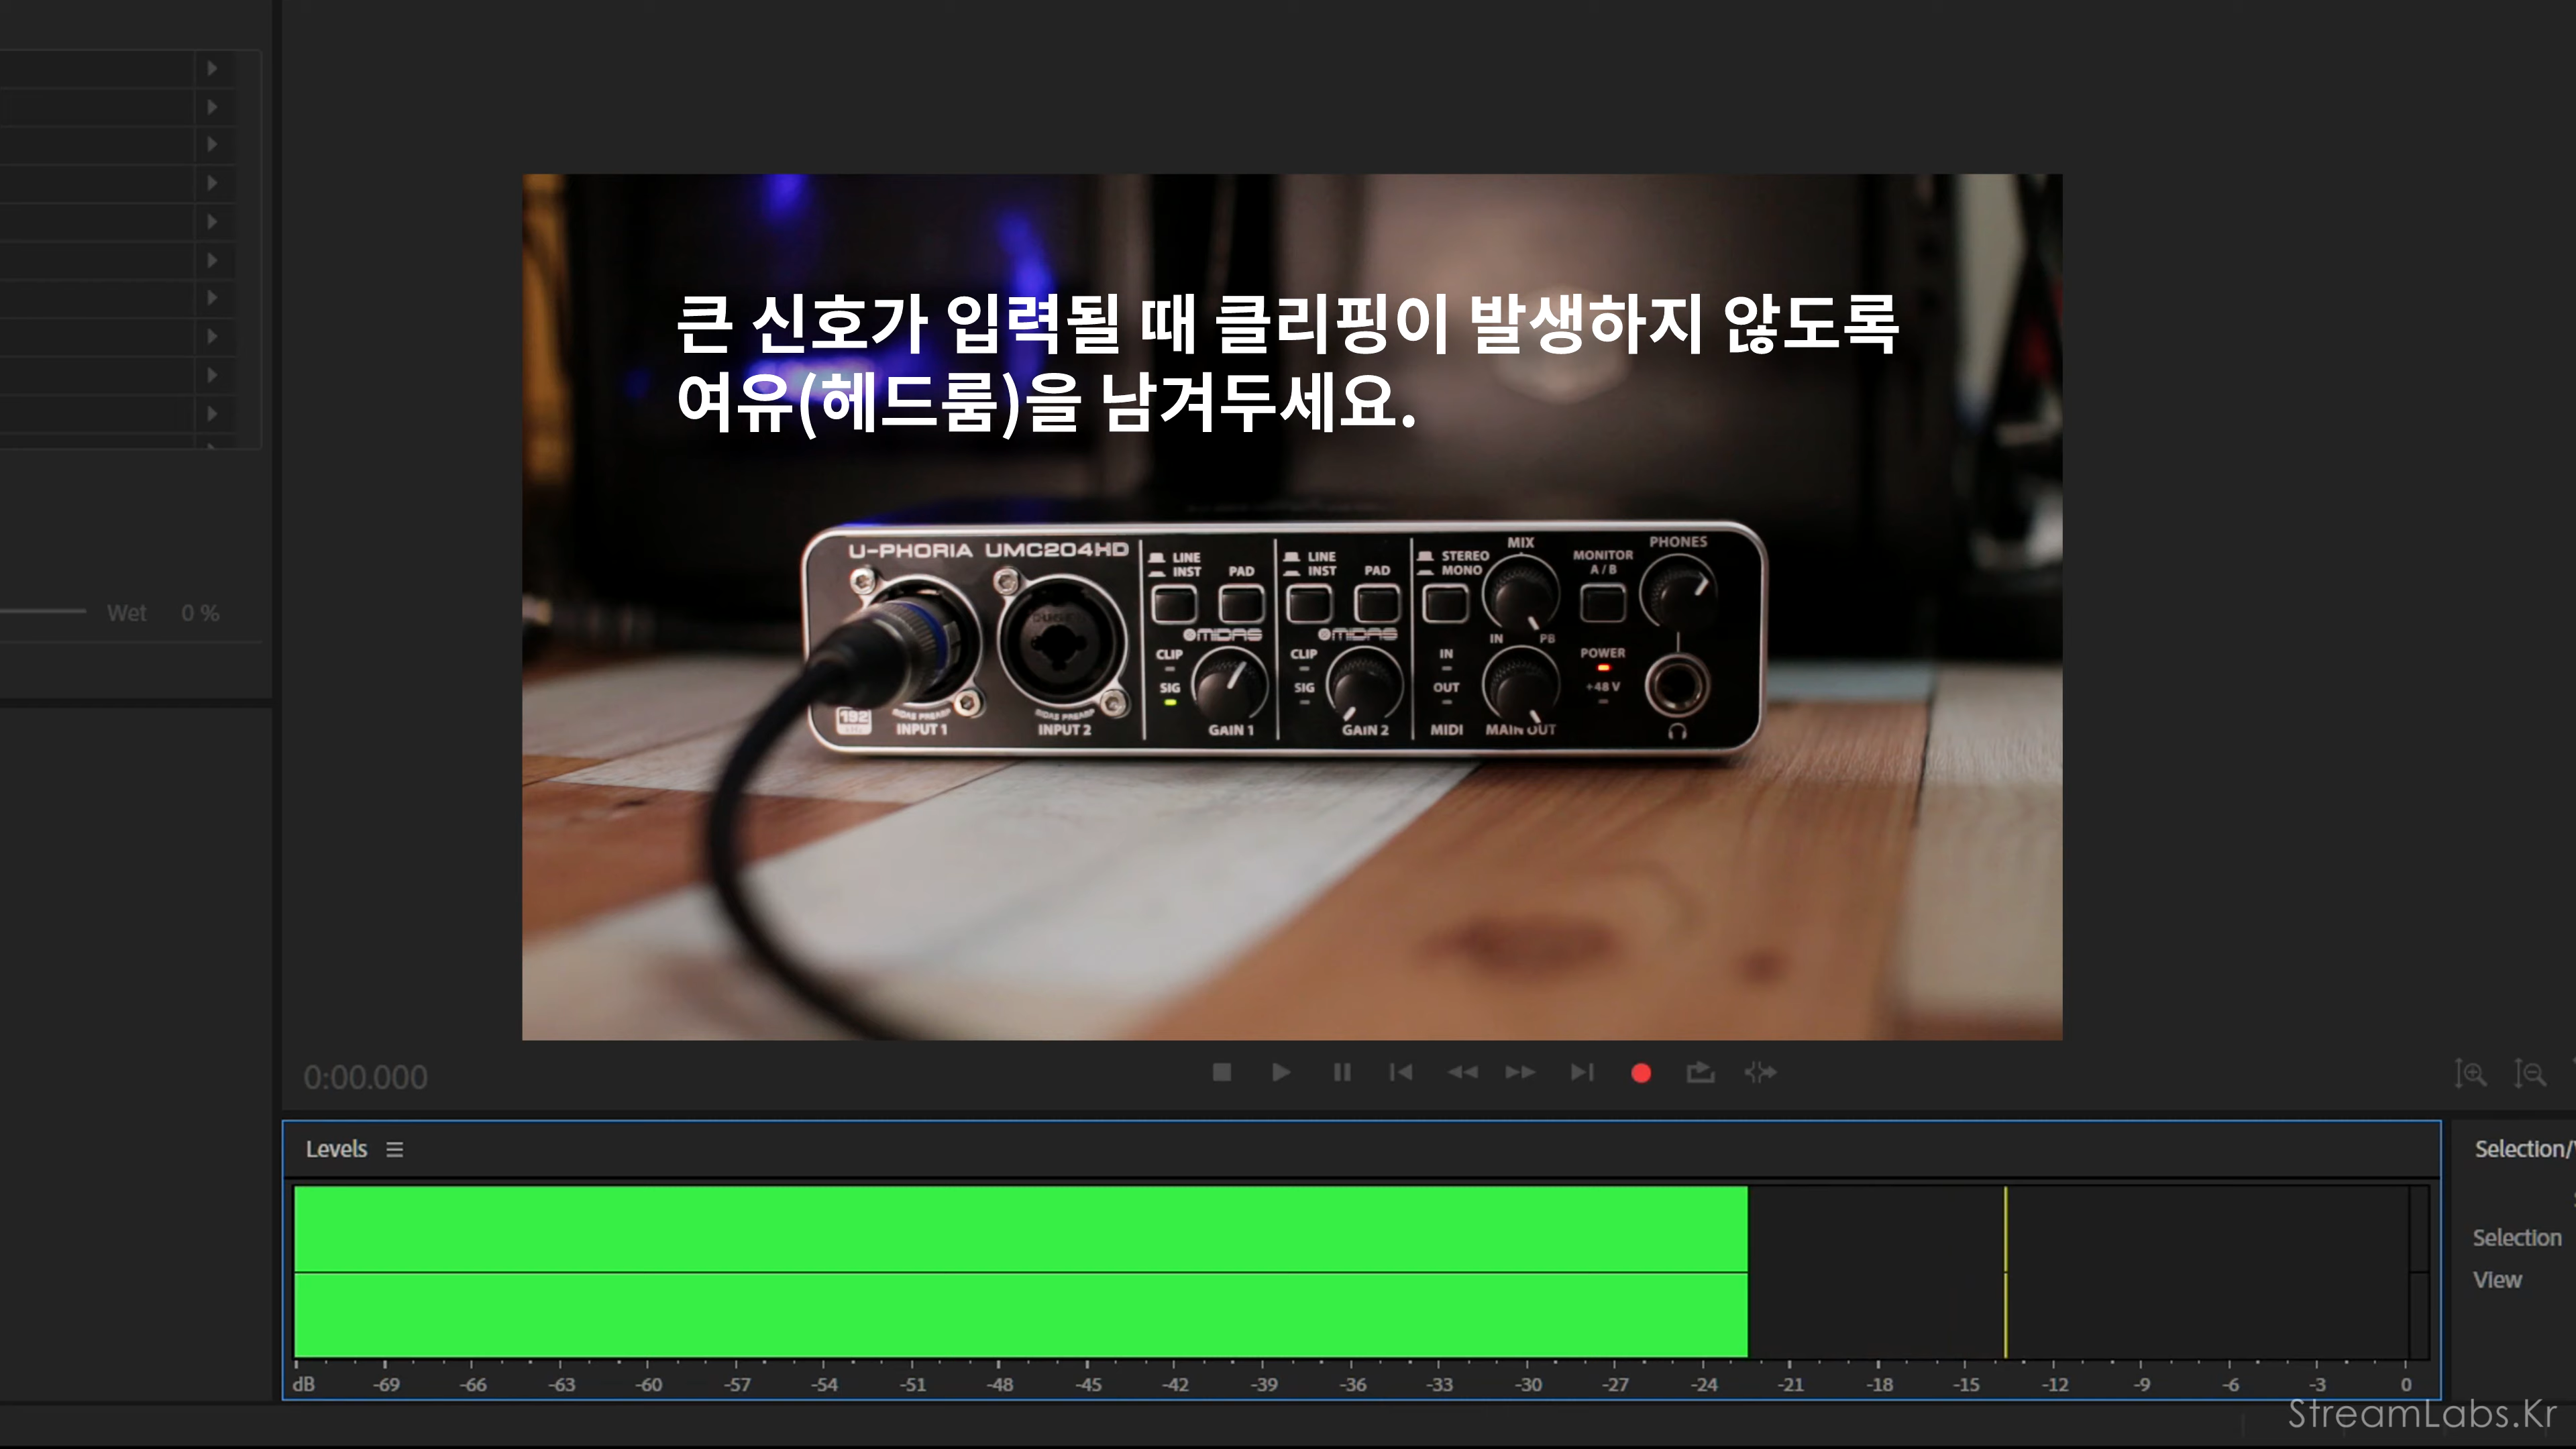 큰 신호가 입력될 때 클리핑이 발생하지 않도록
여유(헤드룸)을 남겨두세요.
U-PHORIA UMC204HD
LINE
INST
PAD
LINE
INST
PAD
STEREO
MONO
MIX
MONITOR
A / B
PHONES
MIDAS
MIDAS
IN
PB
CLIP
SIG
CLIP
SIG
IN
OUT
POWER
+48 V
192
MIDAS PREAMP
INPUT 1
MIDAS PREAMP
INPUT 2
GAIN 1
GAIN 2
MIDI
MAIN OUT
Wet 0 %
0:00.000
Levels
dB -69 -66 -63 -60 -57 -54 -51 -48 -45 -42 -39 -36 -33 -30 -27 -24 -21 -18 -15 -12 -9 -6 -3 0
Selection/
Selection
View
StreamLabs.Kr